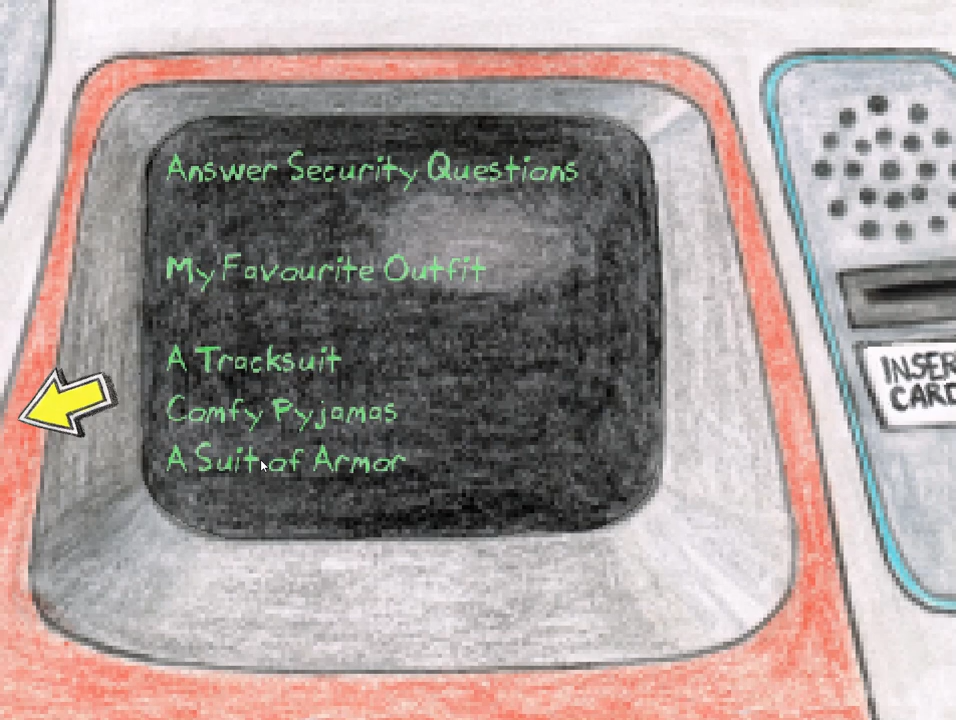 Answer Security Questions
My Favourite Outfit
A Tracksuit
Comfy Pyjamas
A Suit of Armor
INSER
CARD